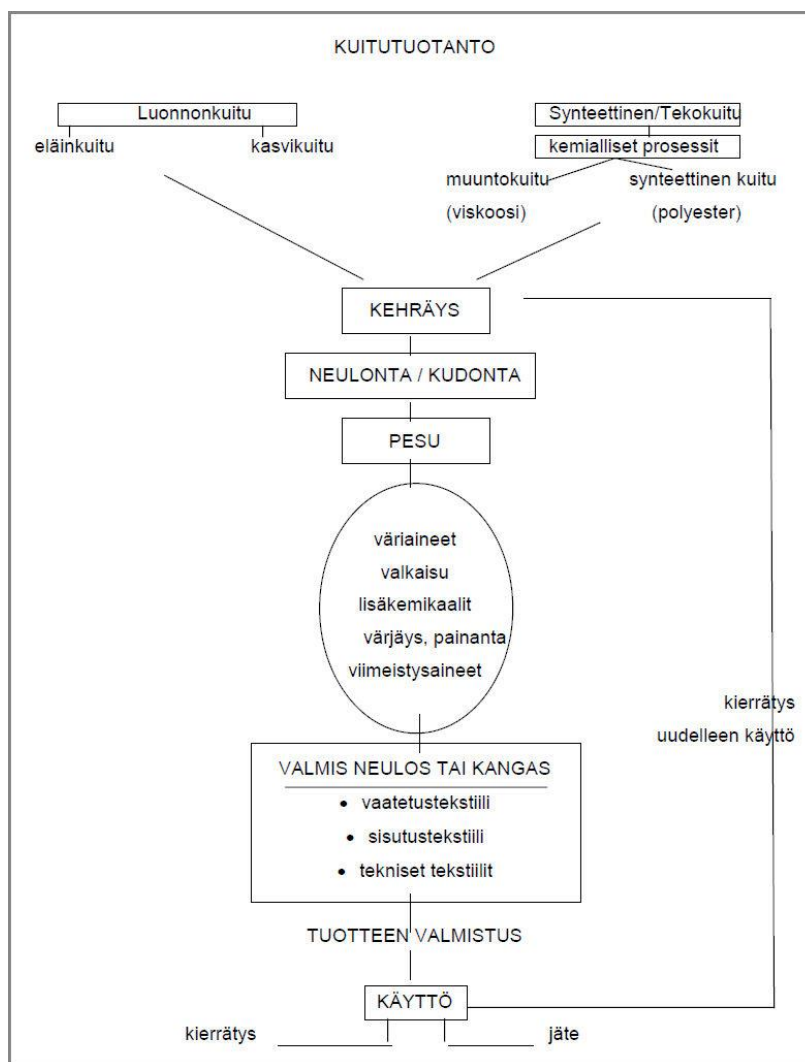 KUITUTUOTANTO
Luonnonkuitu
Synteettinen/Tekokuitu
eläinkuitu
kasvikuitu
kemialliset prosessit
muuntokuitu
(viskoosi)
synteettinen kuitu
(polyester)
KEHRÄYS
NEULONTA / KUDONTA
PESU
väriaineet
valkaisu
lisäkemikaalit
värjäys, painanta
viimeistysaineet
kierrätys
uudelleen käyttö
VALMIS NEULOS TAI KANGAS
• vaatetustekstiili
• sisutustekstiili
• tekniset tekstiilit
TUOTTEEN VALMISTUS
KÄYTTÖ
kierrätys
jäte